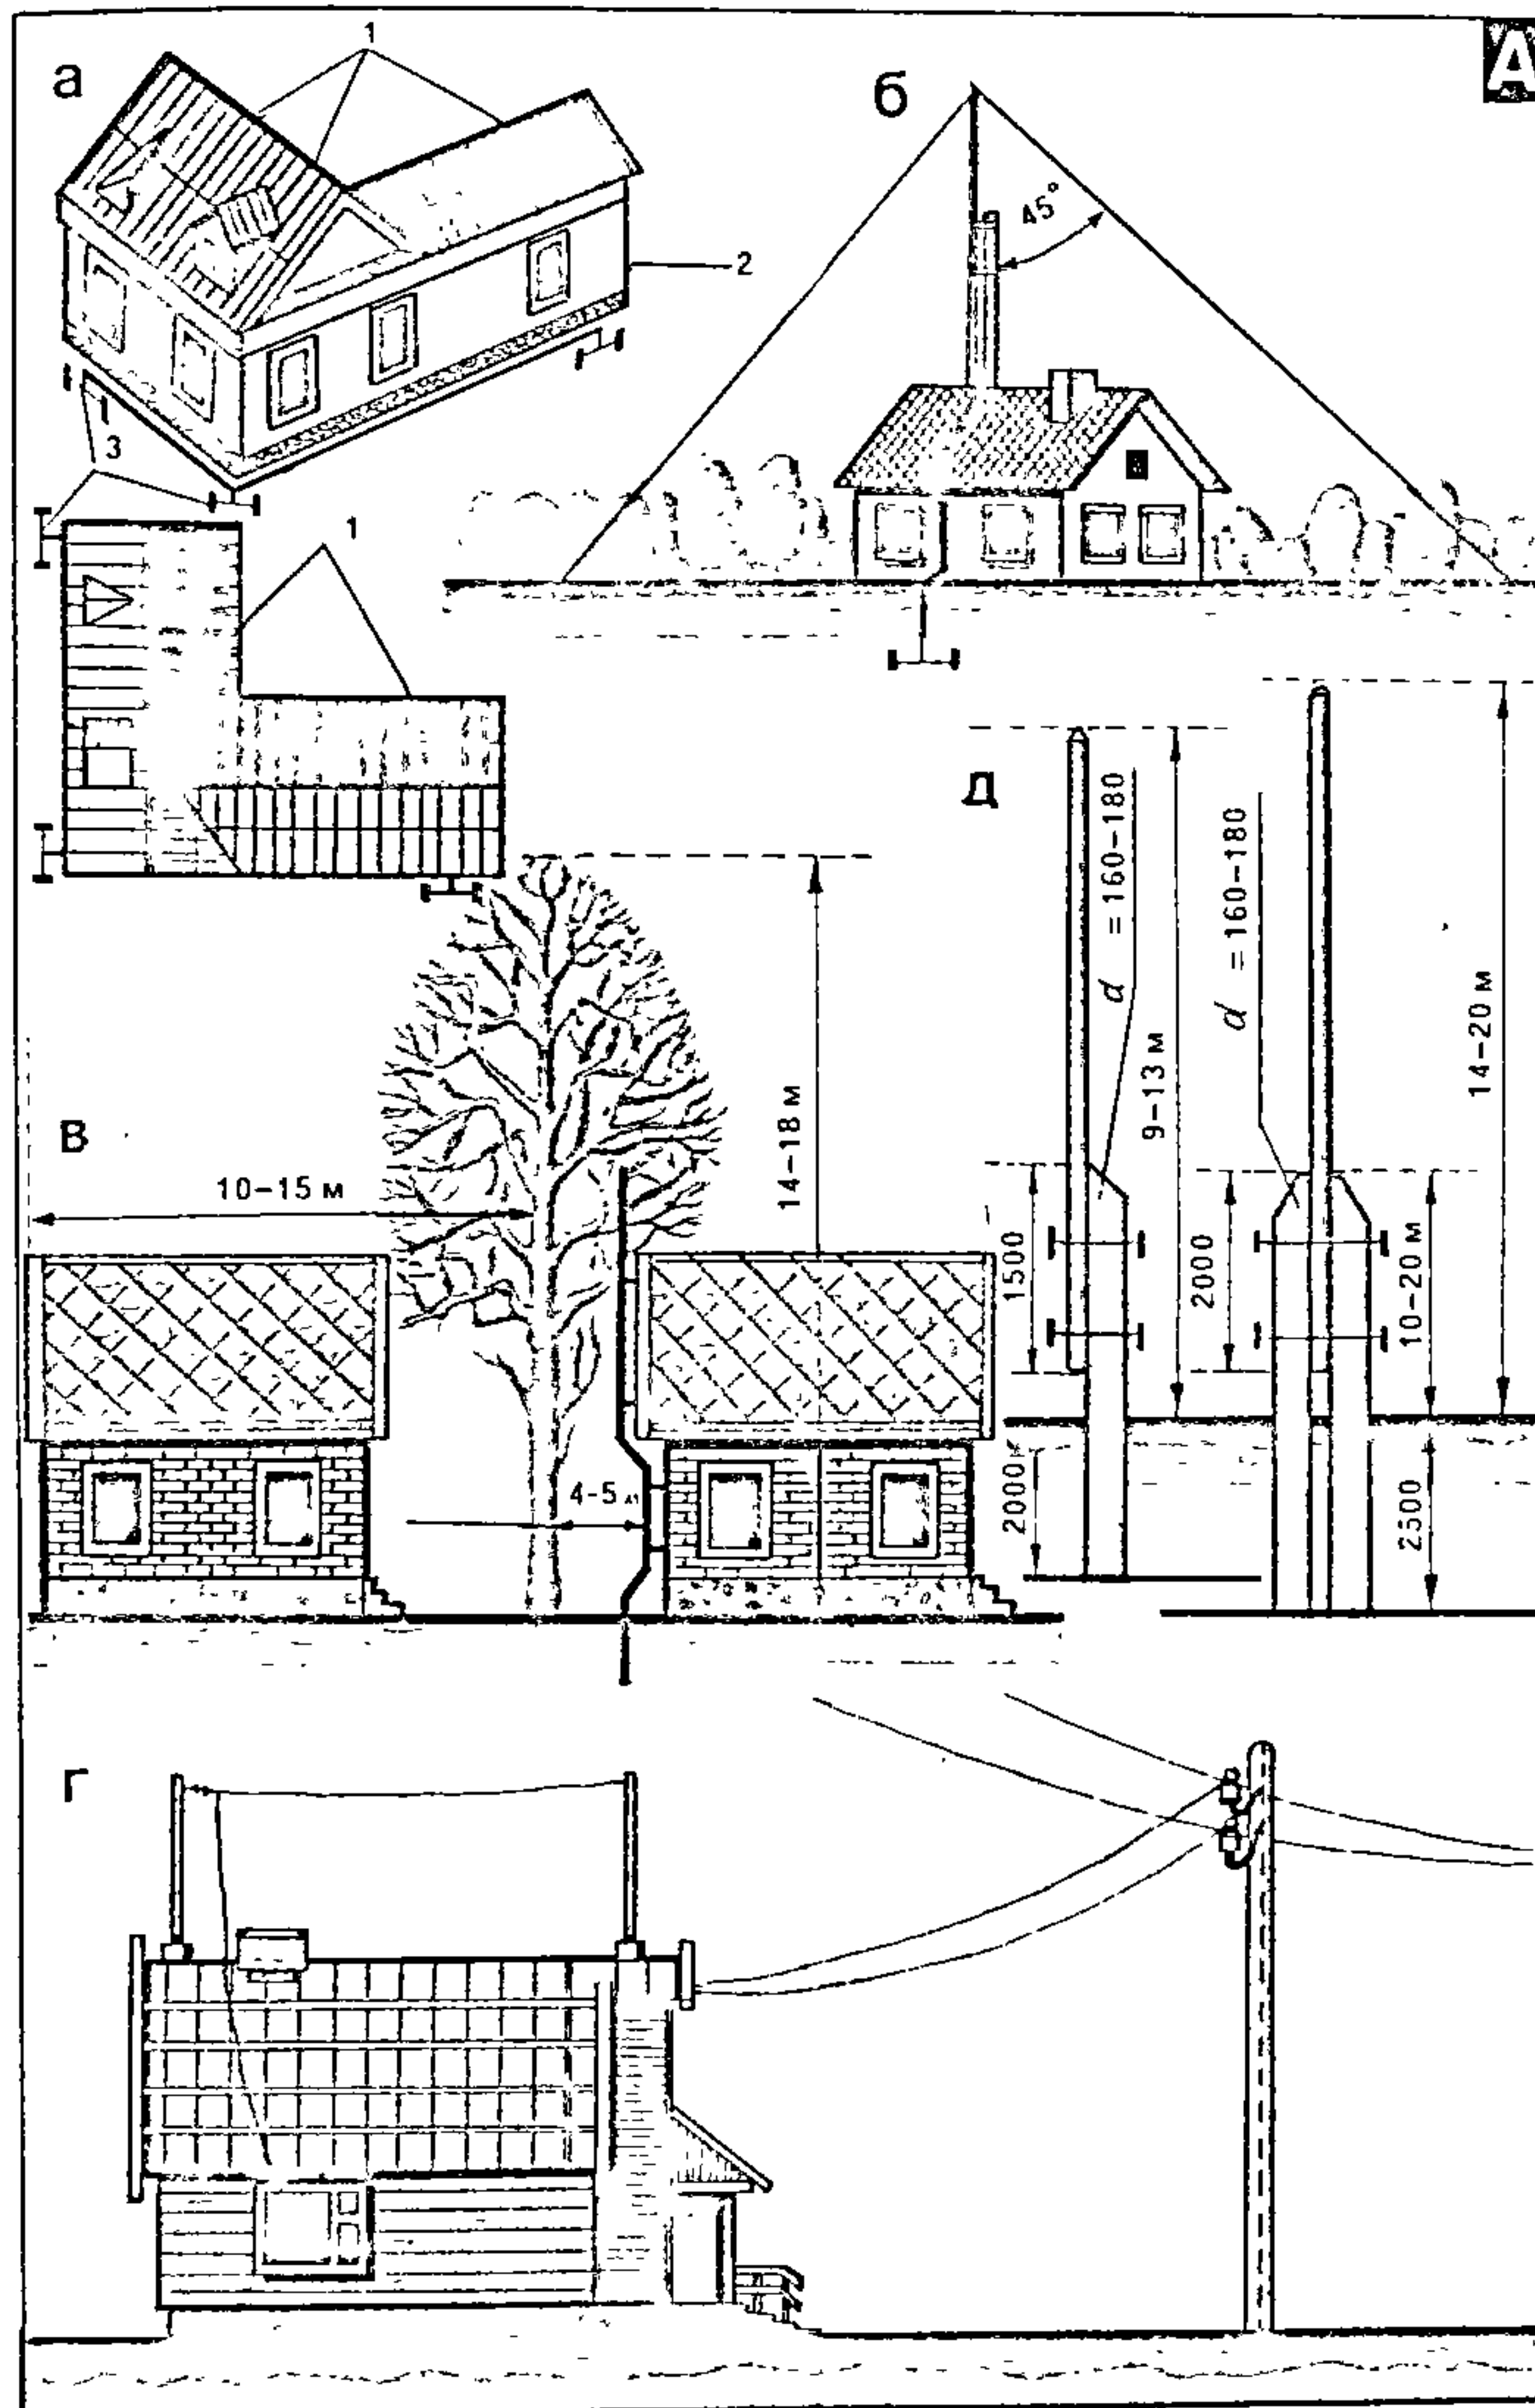 А
а
1
2
3
1
б
45°
В
10–15 м
14–18 м
4–5 м
Д
d = 160–180
9–13 м
1500
2000
d = 160–180
14–20 м
2000
10–20 м
2500
Г